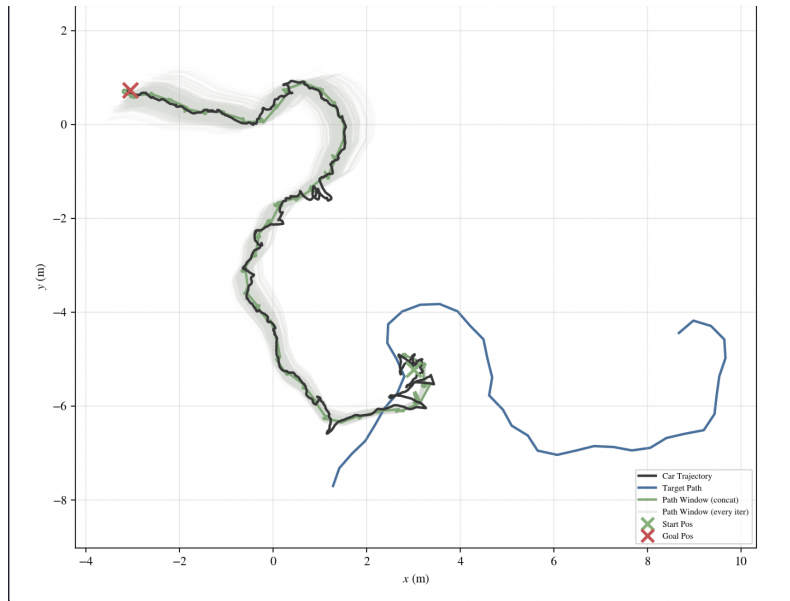 2
0
−2
−4
−6
−8
y (m)
−4 −2 0 2 4 6 8 10
x (m)
Car Trajectory
Target Path
Path Window (concat)
Path Window (every iter)
Start Pos
Goal Pos